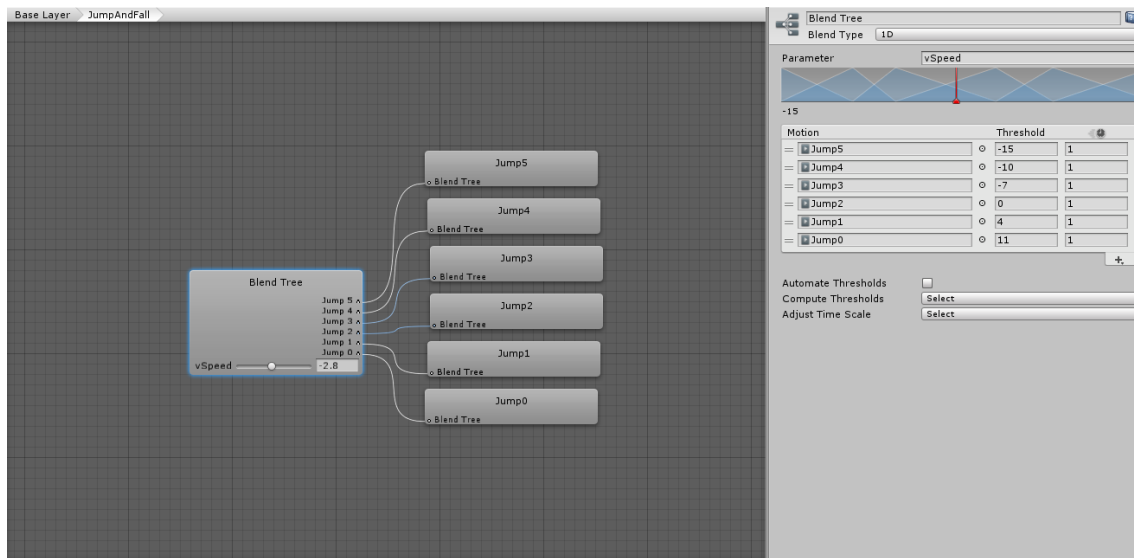 Base Layer JumpAndFall
Jump5
Blend Tree
Jump4
Blend Tree
Jump3
Blend Tree
Jump2
Blend Tree
Jump1
Blend Tree
Jump0
Blend Tree
Blend Tree
Jump 5
Jump 4
Jump 3
Jump 2
Jump 1
Jump 0
vSpeed -2.8
Blend Tree
Blend Type 1D
Parameter vSpeed
-15
Motion Threshold
Jump5 -15 1
Jump4 -10 1
Jump3 -7 1
Jump2 0 1
Jump1 4 1
Jump0 11 1
+
Automate Thresholds
Compute Thresholds Select
Adjust Time Scale Select